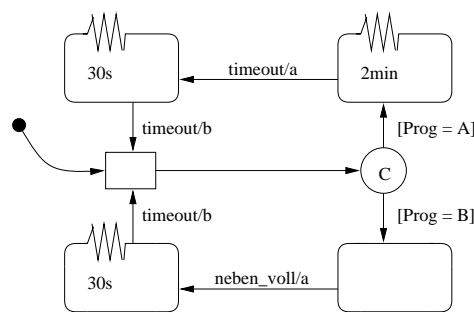 30s
timeout/a
2min
timeout/b
[Prog = A]
C
timeout/b
[Prog = B]
30s
neben_voll/a